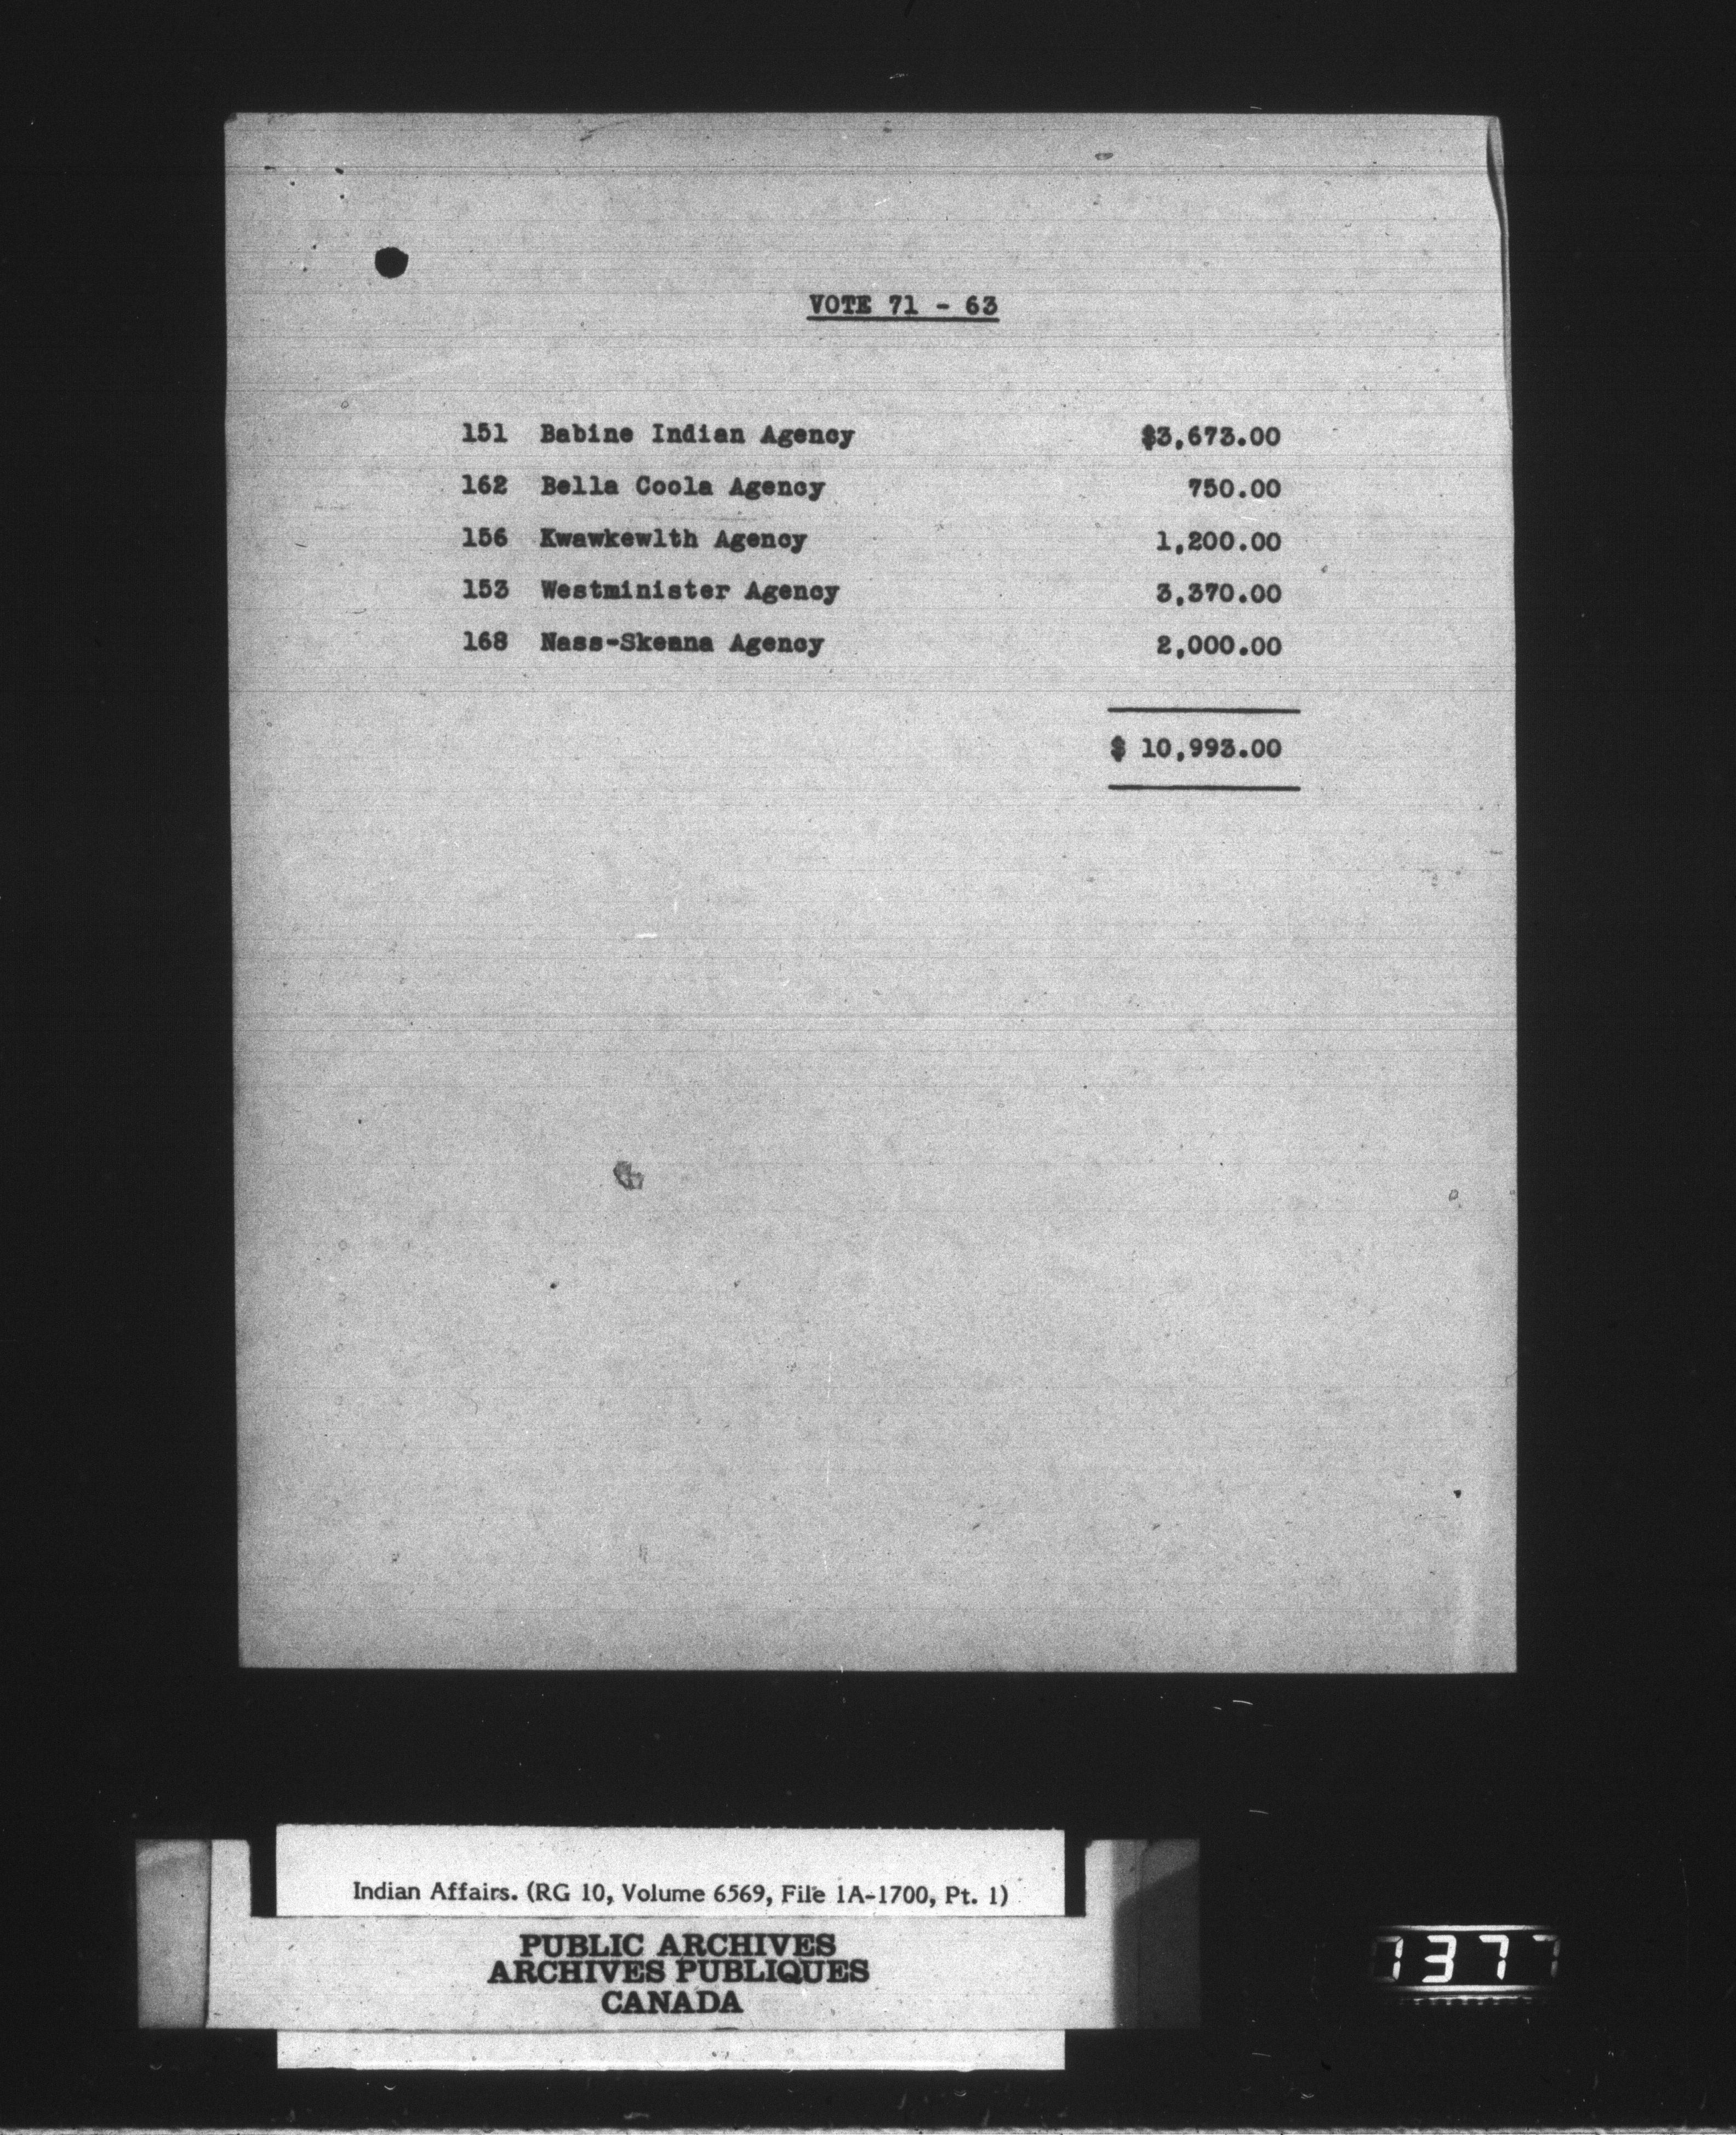 VOTE 71 - 63
151 Babine Indian Agency $3,673.00
162 Bella Coola Agency 750.00
156 Kwawkewlth Agency 1,200.00
153 Westminister Agency 3,370.00
168 Nass-Skeena Agency 2,000.00
$ 10,993.00
Indian Affairs. (RG 10, Volume 6569, File 1A-1700, Pt. 1)
PUBLIC ARCHIVES
ARCHIVES PUBLIQUES
CANADA
1377